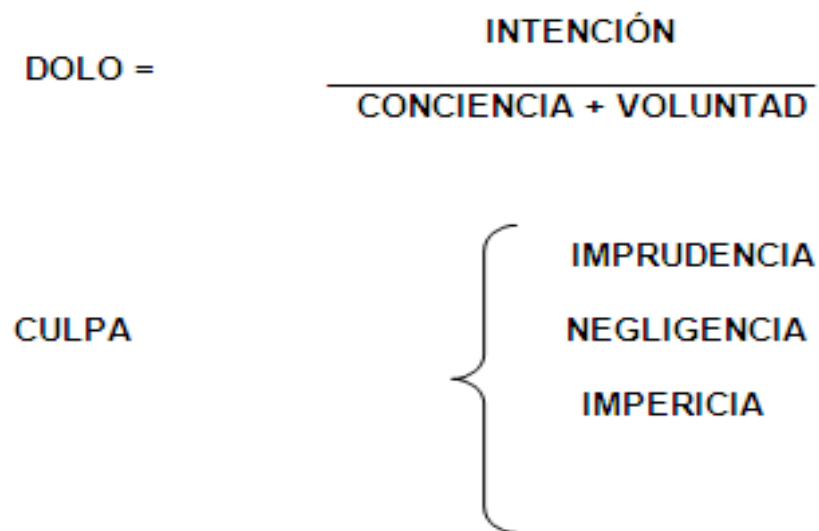 INTENCIÓN
DOLO =
CONCIENCIA + VOLUNTAD
IMPRUDENCIA
CULPA
NEGLIGENCIA
IMPERICIA